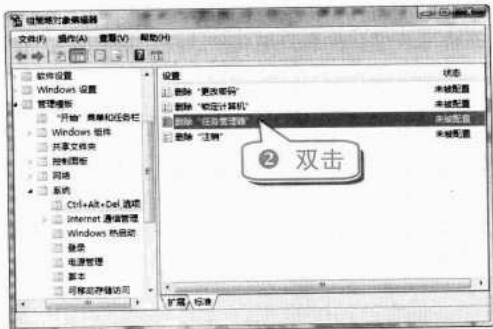 组策略对象编辑器
文件(F) 操作(A) 查看(V) 帮助(H)
软件设置
Windows 设置
管理模板
"开始" 菜单和任务栏
Windows 组件
共享文件夹
控制面板
网络
系统
Ctrl+Alt+Del 选项
Internet 通信管理
Windows 热启动
登录
电源管理
脚本
可移动存储访问
设置 状态
删除 "更改密码" 未被配置
删除 "锁定计算机" 未被配置
删除 "任务管理器" 未被配置
删除 "注销" 未被配置
❷ 双击
扩展 标准